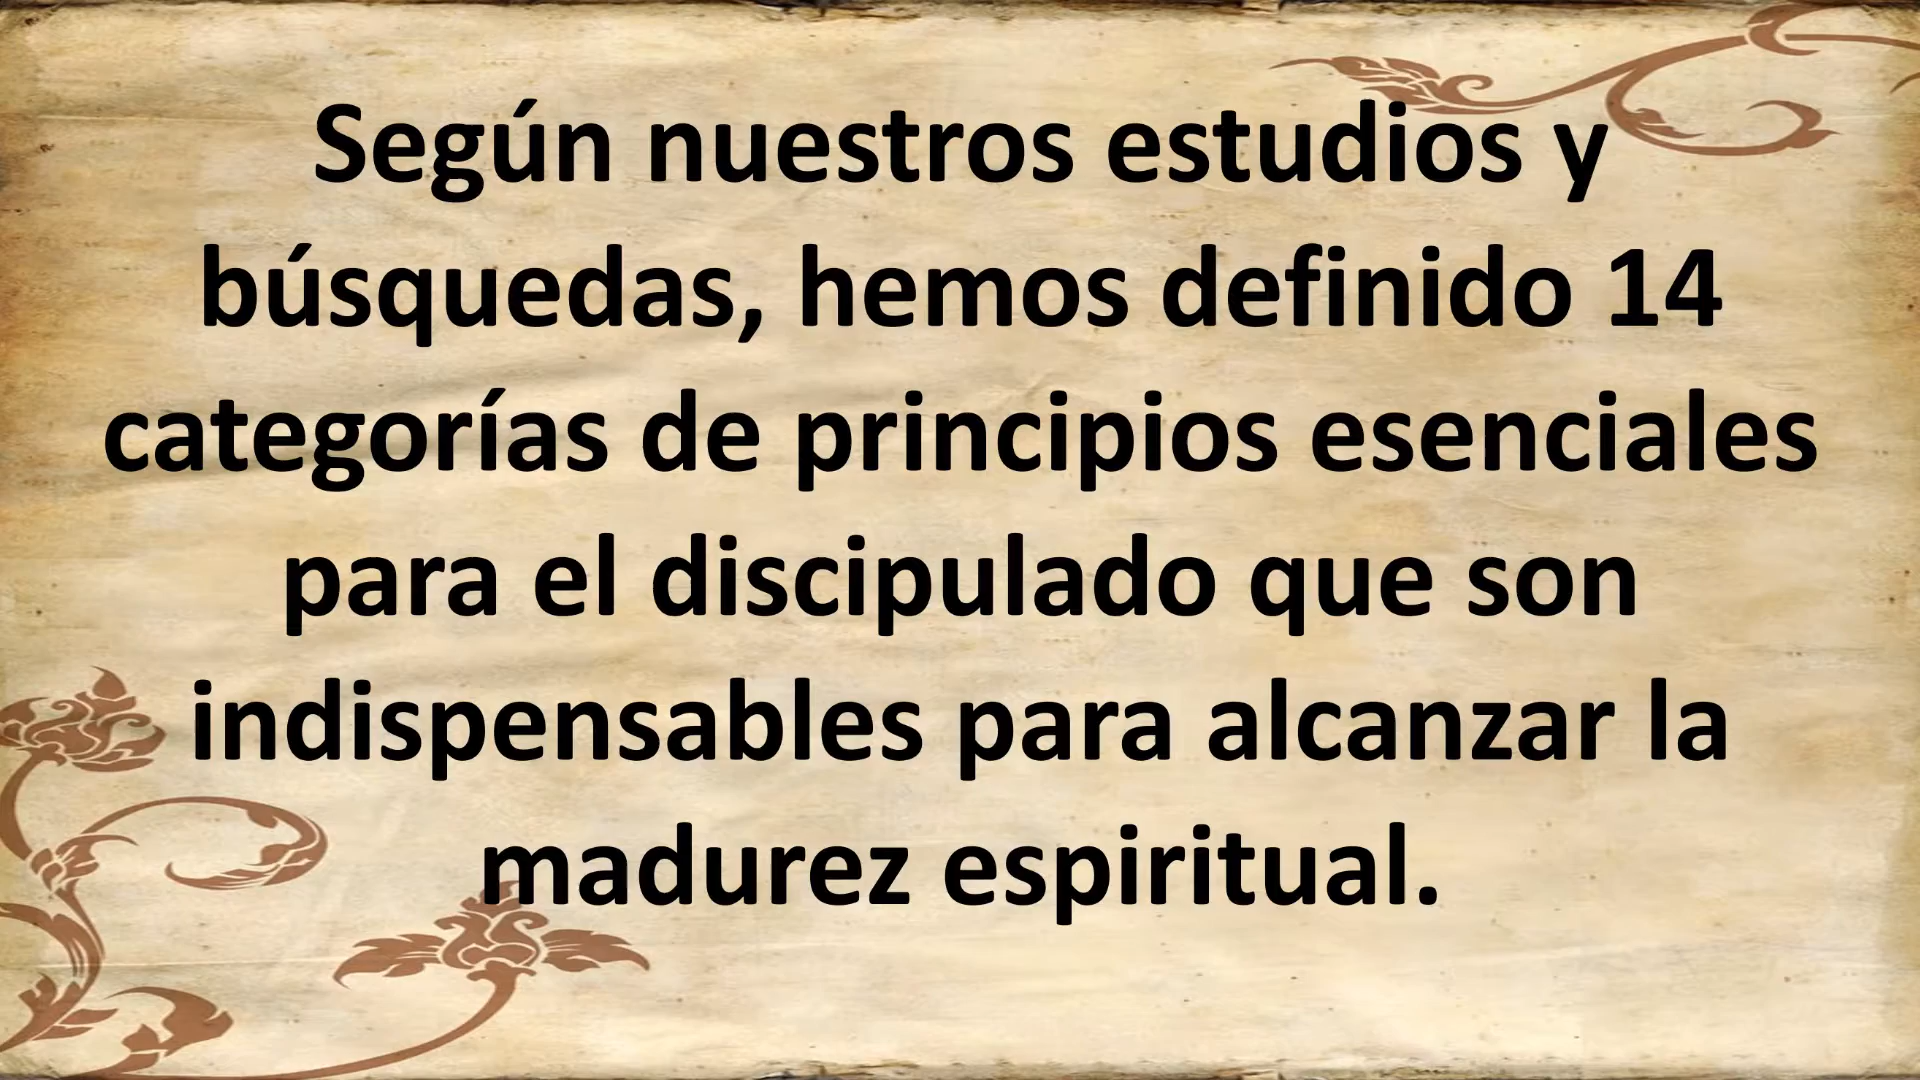 Según nuestros estudios y
búsquedas, hemos definido 14
categorías de principios esenciales
para el discipulado que son
indispensables para alcanzar la
madurez espiritual.